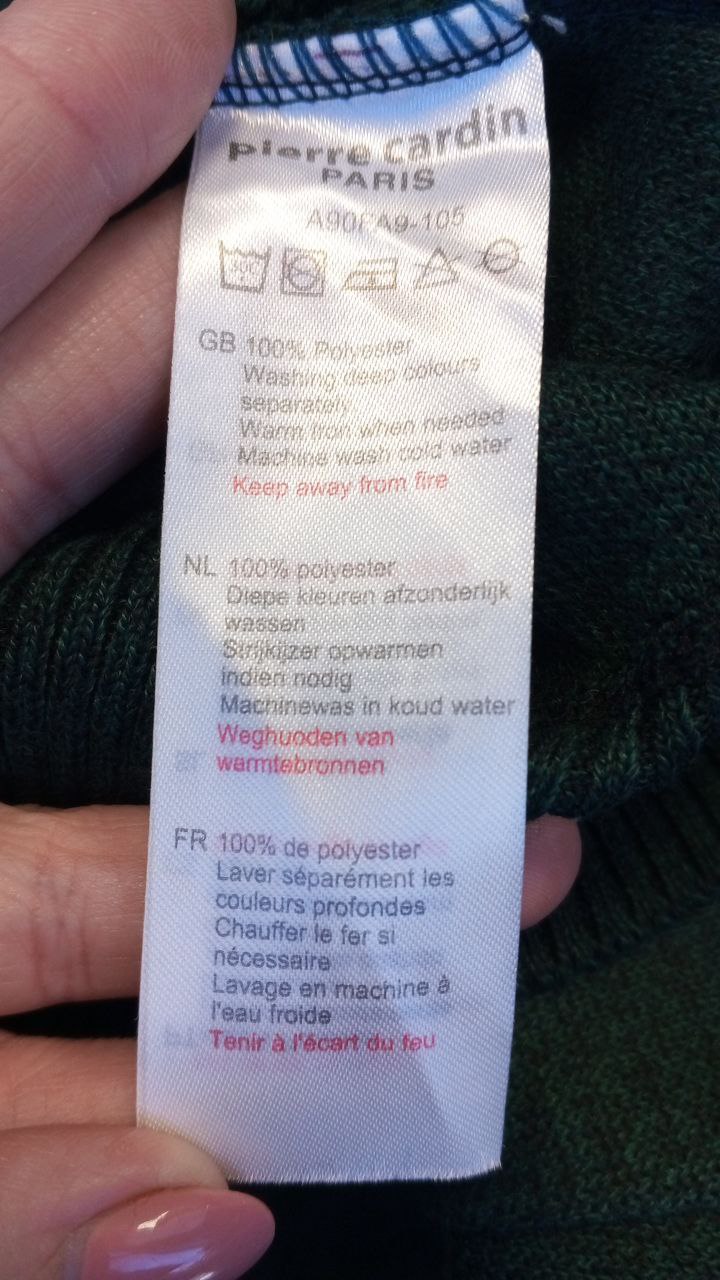 pierre cardin
PARIS
A90PA9-105
30C
GB 100% Polyester
Washing deep colours
separately.
Warm Iron when needed
Machine wash cold water
Keep away from fire
NL 100% polyester
Diepe kleuren afzonderlijk
wassen
Strijkijzer opwarmen
indien nodig
Machinewas in koud water
Weghuoden van
warmtebronnen
FR 100% de polyester
Laver séparément les
couleurs profondes
Chauffer le fer si
nécessaire
Lavage en machine à
l'eau froide
Tenir à l'écart du feu